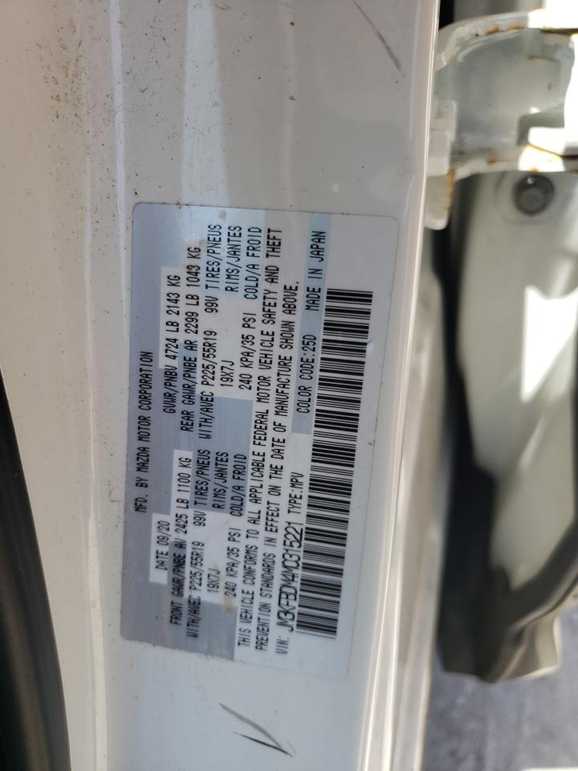 MFD. BY MAZDA MOTOR CORPORATION
DATE 09/20 GVWR/PNBV 4724 LB 2143 KG
FRONT GAWR/PNBE AV 2425 LB 1100 KG REAR GAWR/PNBE AR 2299 LB 1043 KG
WITH/AVEC P225/55R19 99V TIRES/PNEUS WITH/AVEC P225/55R19 99V TIRES/PNEUS
19X7J RIMS/JANTES 19X7J RIMS/JANTES
240 KPA/35 PSI COLD/A FROID 240 KPA/35 PSI COLD/A FROID
THIS VEHICLE CONFORMS TO ALL APPLICABLE FEDERAL MOTOR VEHICLE SAFETY AND THEFT
PREVENTION STANDARDS IN EFFECT ON THE DATE OF MANUFACTURE SHOWN ABOVE.
VIN: JM3KFBDM4M0315221 TYPE:MPV COLOR CODE:25D MADE IN JAPAN